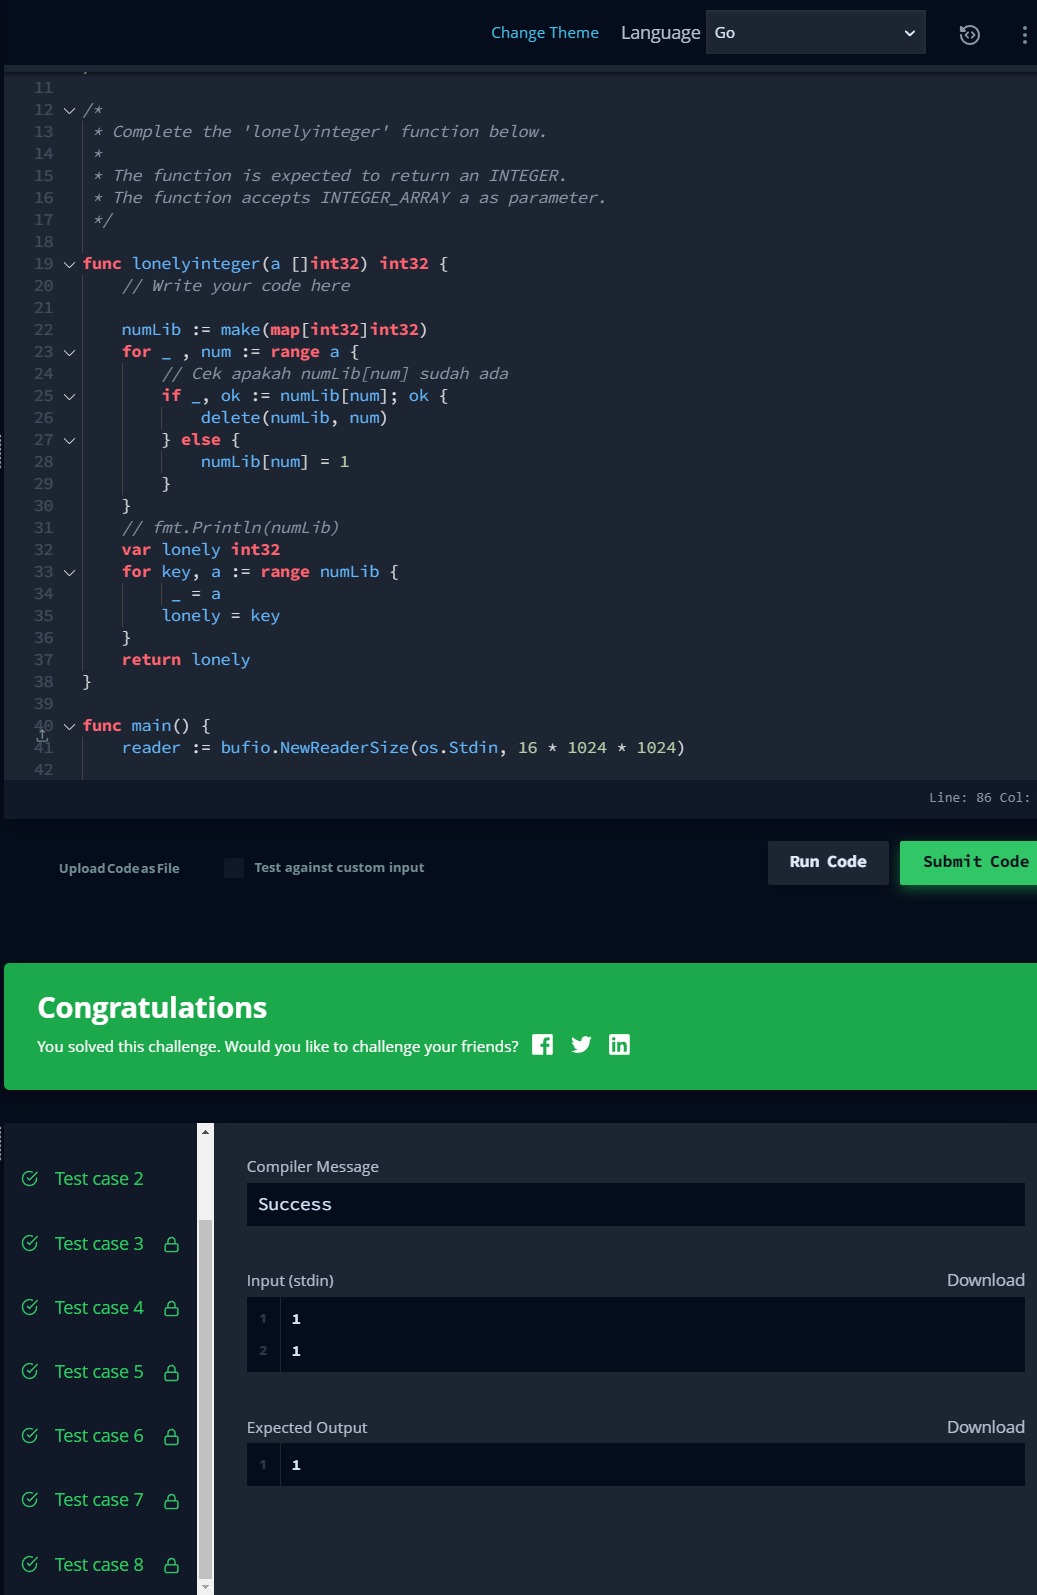 Change Theme Language Go
11
12 /*
13 * Complete the 'lonelyinteger' function below.
14 *
15 * The function is expected to return an INTEGER.
16 * The function accepts INTEGER_ARRAY a as parameter.
17 */
18
19 func lonelyinteger(a []int32) int32 {
20 // Write your code here
21
22 numLib := make(map[int32]int32)
23 for _ , num := range a {
24 // Cek apakah numLib[num] sudah ada
25 if _, ok := numLib[num]; ok {
26 delete(numLib, num)
27 } else {
28 numLib[num] = 1
29 }
30 }
31 // fmt.Println(numLib)
32 var lonely int32
33 for key, a := range numLib {
34 _ = a
35 lonely = key
36 }
37 return lonely
38 }
39
40 func main() {
41 reader := bufio.NewReaderSize(os.Stdin, 16 * 1024 * 1024)
42
Line: 86 Col:
Upload Code as File Test against custom input Run Code Submit Code
Congratulations
You solved this challenge. Would you like to challenge your friends?
Test case 2
Test case 3
Test case 4
Test case 5
Test case 6
Test case 7
Test case 8
Compiler Message
Success
Input (stdin) Download
1 1
2 1
Expected Output Download
1 1